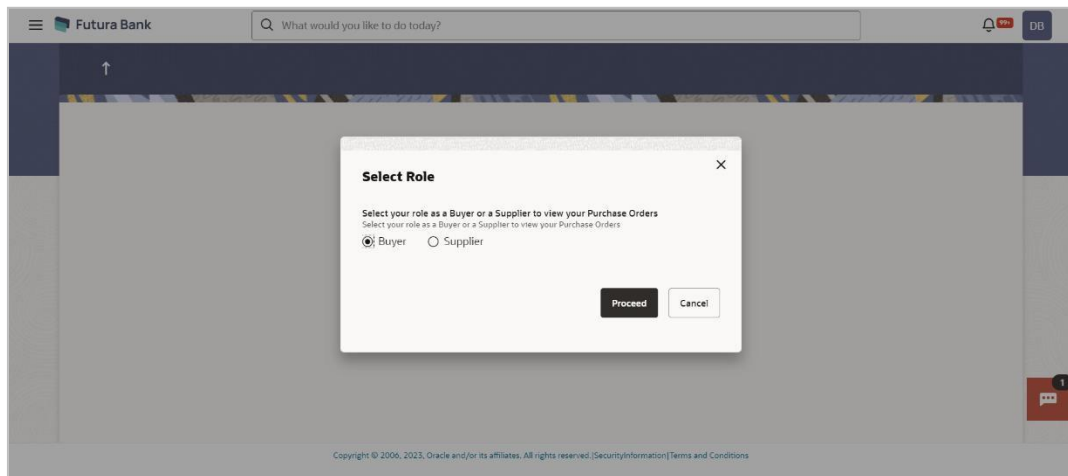 Futura Bank
What would you like to do today?
99+
DB
Select Role
Select your role as a Buyer or a Supplier to view your Purchase Orders
Select your role as a Buyer or a Supplier to view your Purchase Orders
Buyer Supplier
Proceed Cancel
1
Copyright © 2006, 2023, Oracle and/or its affiliates. All rights reserved.|SecurityInformation|Terms and Conditions